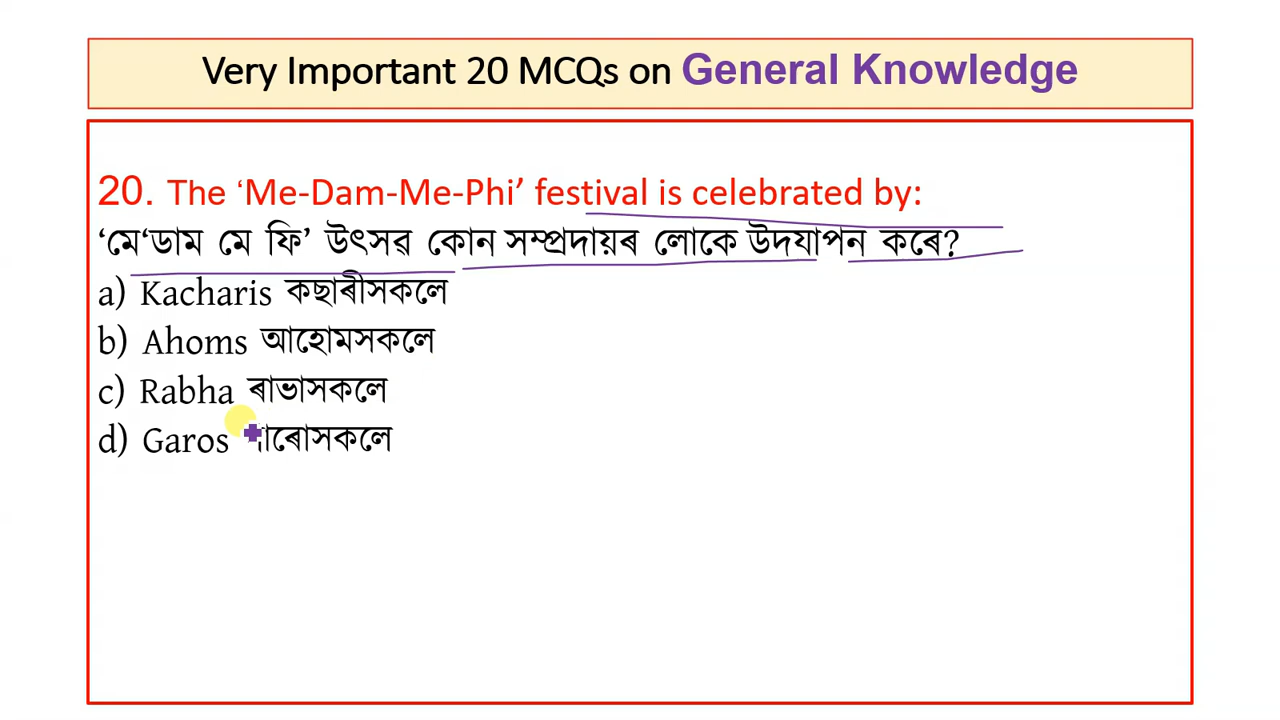 Very Important 20 MCQs on General Knowledge
20. The ‘Me-Dam-Me-Phi’ festival is celebrated by:
‘মে‘ডাম মে ফি’ উৎসৱ কোন সম্প্ৰদায়ৰ লোকে উদযাপন কৰে?
a) Kacharis কছাৰীসকলে
b) Ahoms আহোমসকলে
c) Rabha ৰাভাসকলে
d) Garos